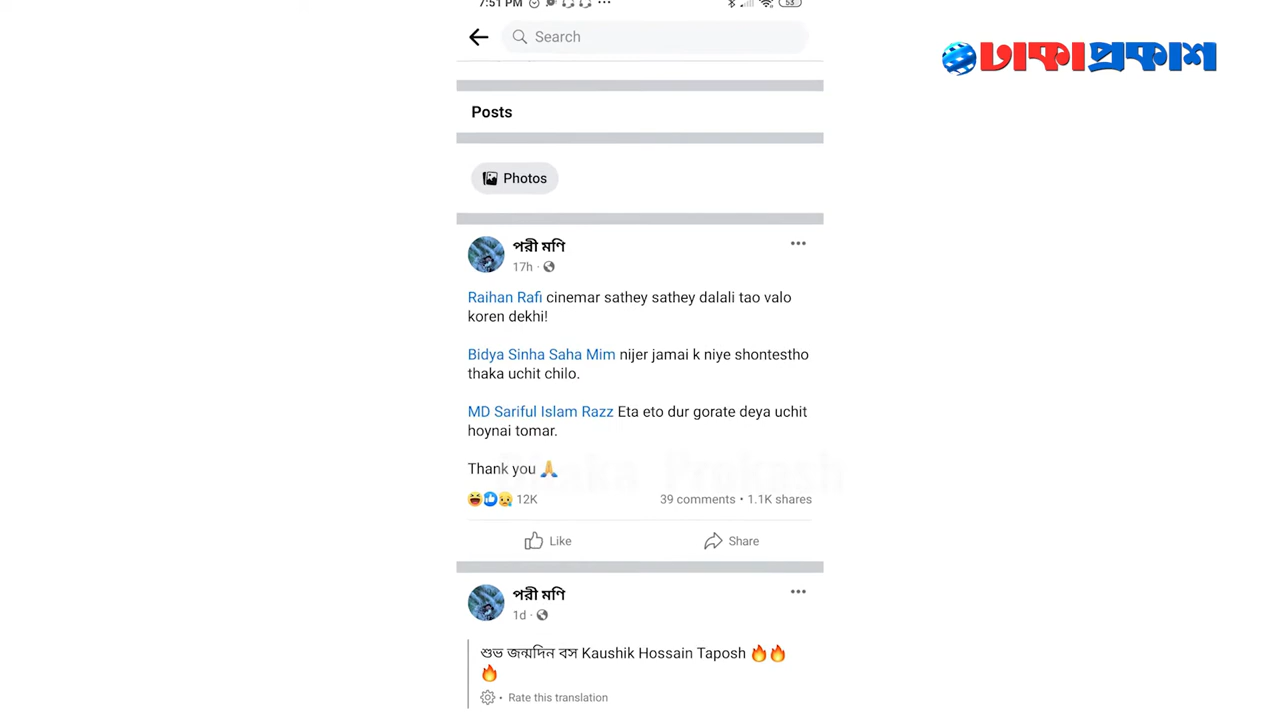 7:51 PM
53
Search
ঢাকাপ্রকাশ
Posts
Photos
পরী মণি
17h
Raihan Rafi cinemar sathey sathey dalali tao valo
koren dekhi!
Bidya Sinha Saha Mim nijer jamai k niye shontestho
thaka uchit chilo.
MD Sariful Islam Razz Eta eto dur gorate deya uchit
hoynai tomar.
Thank you 🙏
Dhaka Prokash
12K
39 comments • 1.1K shares
Like
Share
পরী মণি
1d
শুভ জন্মদিন বস Kaushik Hossain Taposh 🔥🔥
🔥
Rate this translation